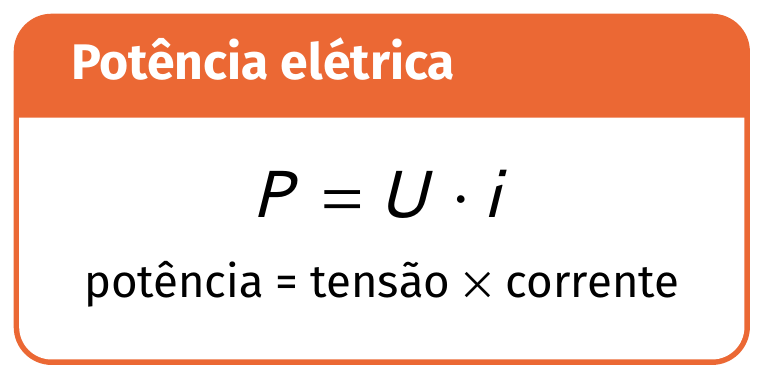 Potência elétrica
P = U · i
potência = tensão × corrente